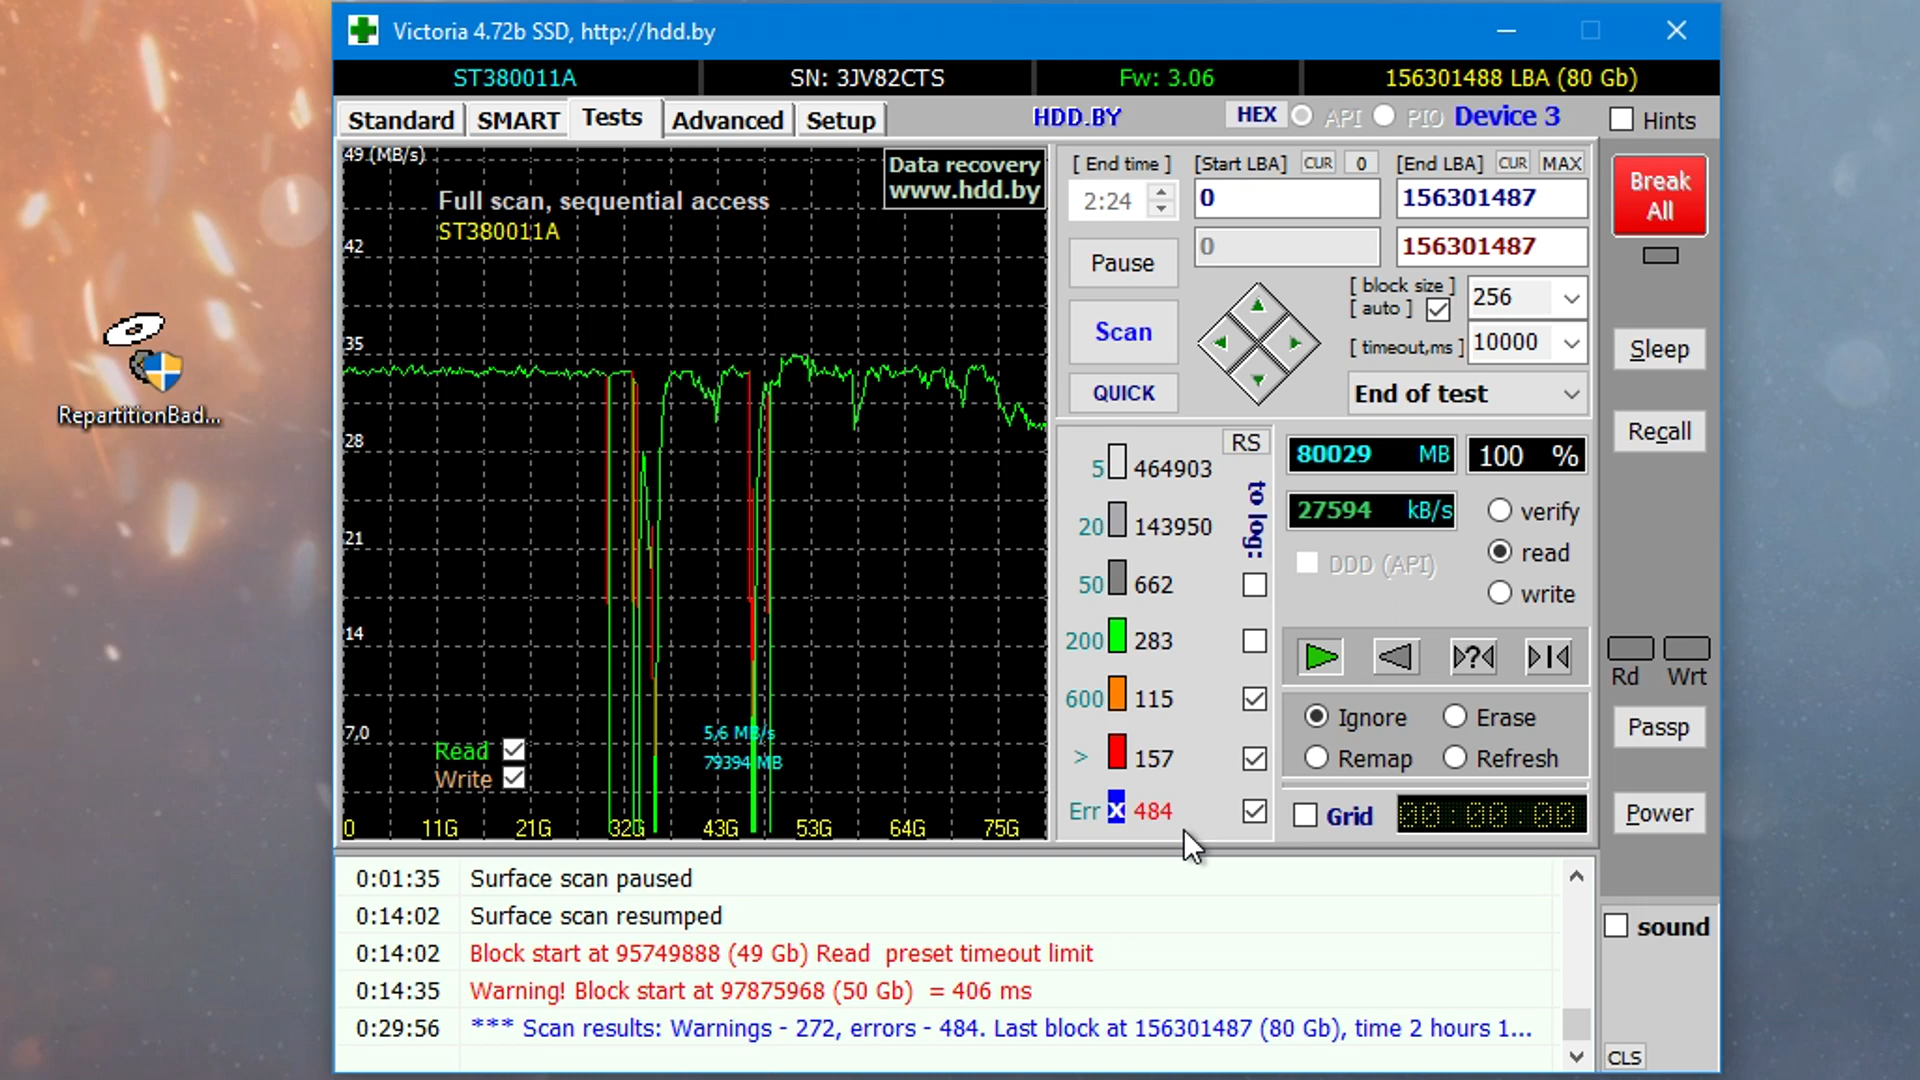 Victoria 4.72b SSD, http://hdd.by
ST380011A SN: 3JV82CTS Fw: 3.06 156301488 LBA (80 Gb)
Standard SMART Tests Advanced Setup HDD.BY HEX API PIO Device 3 Hints
49 (MB/s)
42
35
28
21
14
7,0
0 11G 21G 32G 43G 53G 64G 75G
Full scan, sequential access
ST380011A
Data recovery
www.hdd.by
5,6 MB/s
79394 MB
Read
Write
[ End time ] [Start LBA] CUR 0 [End LBA] CUR MAX
2:24 0 156301487
0 156301487
Pause
Scan
QUICK
[ block size ] 256
[ auto ]
[ timeout,ms ] 10000
End of test
RS
to log:
5 464903
20 143950
50 662
200 283
600 115
> 157
Err x 484
80029 MB 100 %
27594 kB/s
verify
DDD (API) read
write
?
Ignore Erase
Remap Refresh
Grid 00:00:00
Break
All
Sleep
Recall
Rd Wrt
Passp
Power
sound
CLS
0:01:35 Surface scan paused
0:14:02 Surface scan resumped
0:14:02 Block start at 95749888 (49 Gb) Read preset timeout limit
0:14:35 Warning! Block start at 97875968 (50 Gb) = 406 ms
0:29:56 *** Scan results: Warnings - 272, errors - 484. Last block at 156301487 (80 Gb), time 2 hours 1...
RepartitionBad...